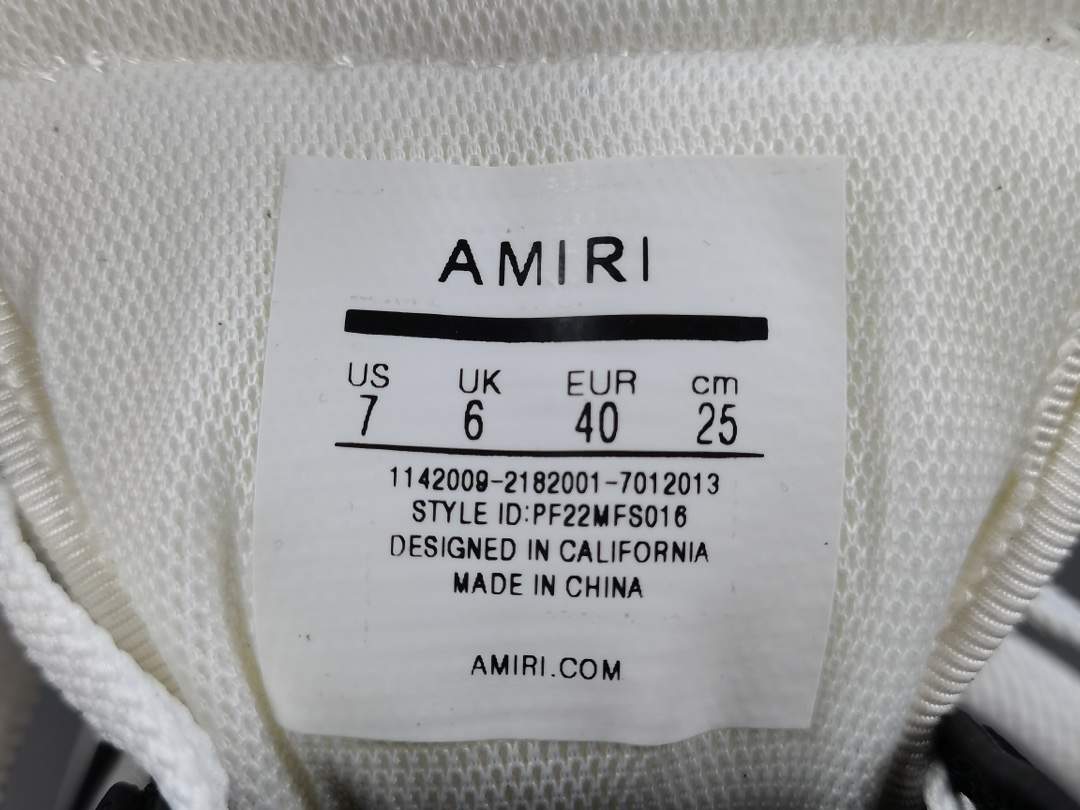 AMIRI
US UK EUR cm
7 6 40 25
1142009-2182001-7012013
STYLE ID:PF22MFS016
DESIGNED IN CALIFORNIA
MADE IN CHINA
AMIRI.COM